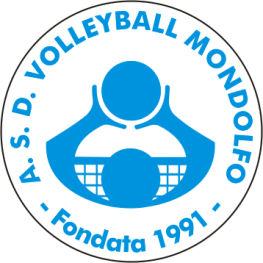 A. S. D. VOLLEYBALL MONDOLFO
- Fondata 1991 -